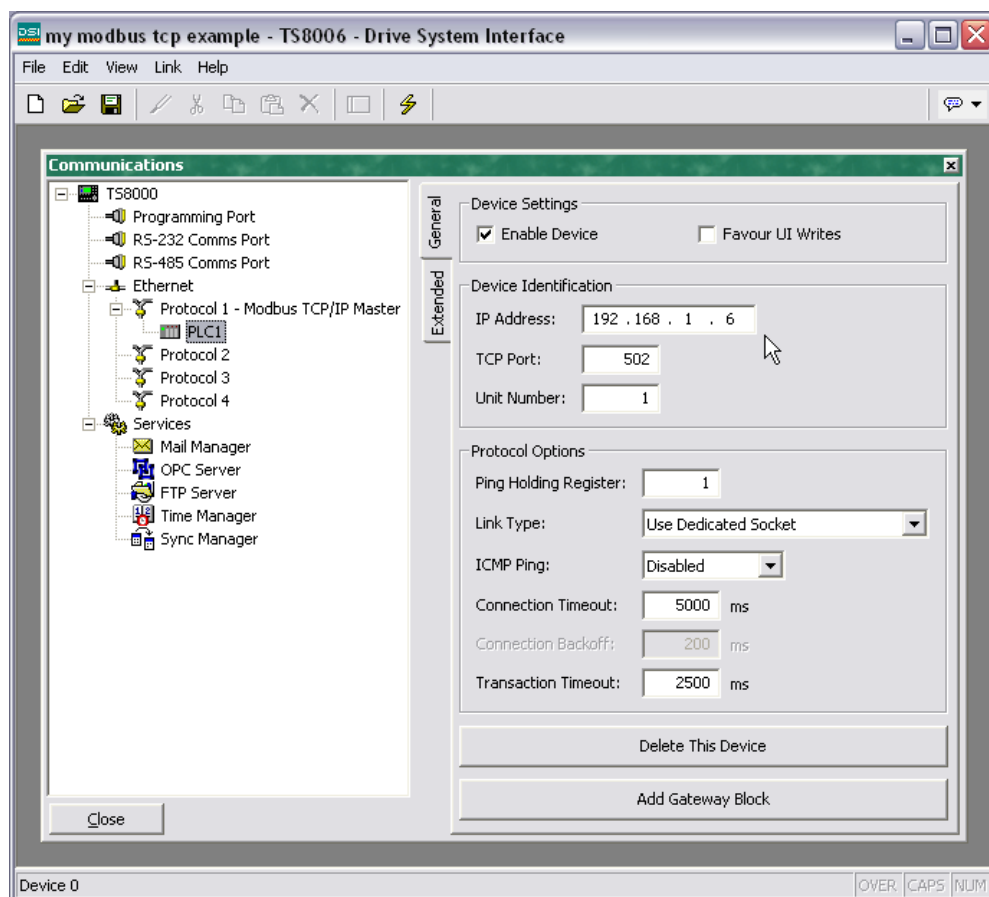 DSI my modbus tcp example - TS8006 - Drive System Interface
File Edit View Link Help
Communications
TS8000
Programming Port
RS-232 Comms Port
RS-485 Comms Port
Ethernet
Protocol 1 - Modbus TCP/IP Master
PLC1
Protocol 2
Protocol 3
Protocol 4
Services
Mail Manager
OPC Server
FTP Server
Time Manager
Sync Manager
Close
General
Extended
Device Settings
Enable Device Favour UI Writes
Device Identification
IP Address: 192 . 168 . 1 . 6
TCP Port: 502
Unit Number: 1
Protocol Options
Ping Holding Register: 1
Link Type: Use Dedicated Socket
ICMP Ping: Disabled
Connection Timeout: 5000 ms
Connection Backoff: 200 ms
Transaction Timeout: 2500 ms
Delete This Device
Add Gateway Block
Device 0 OVER CAPS NUM